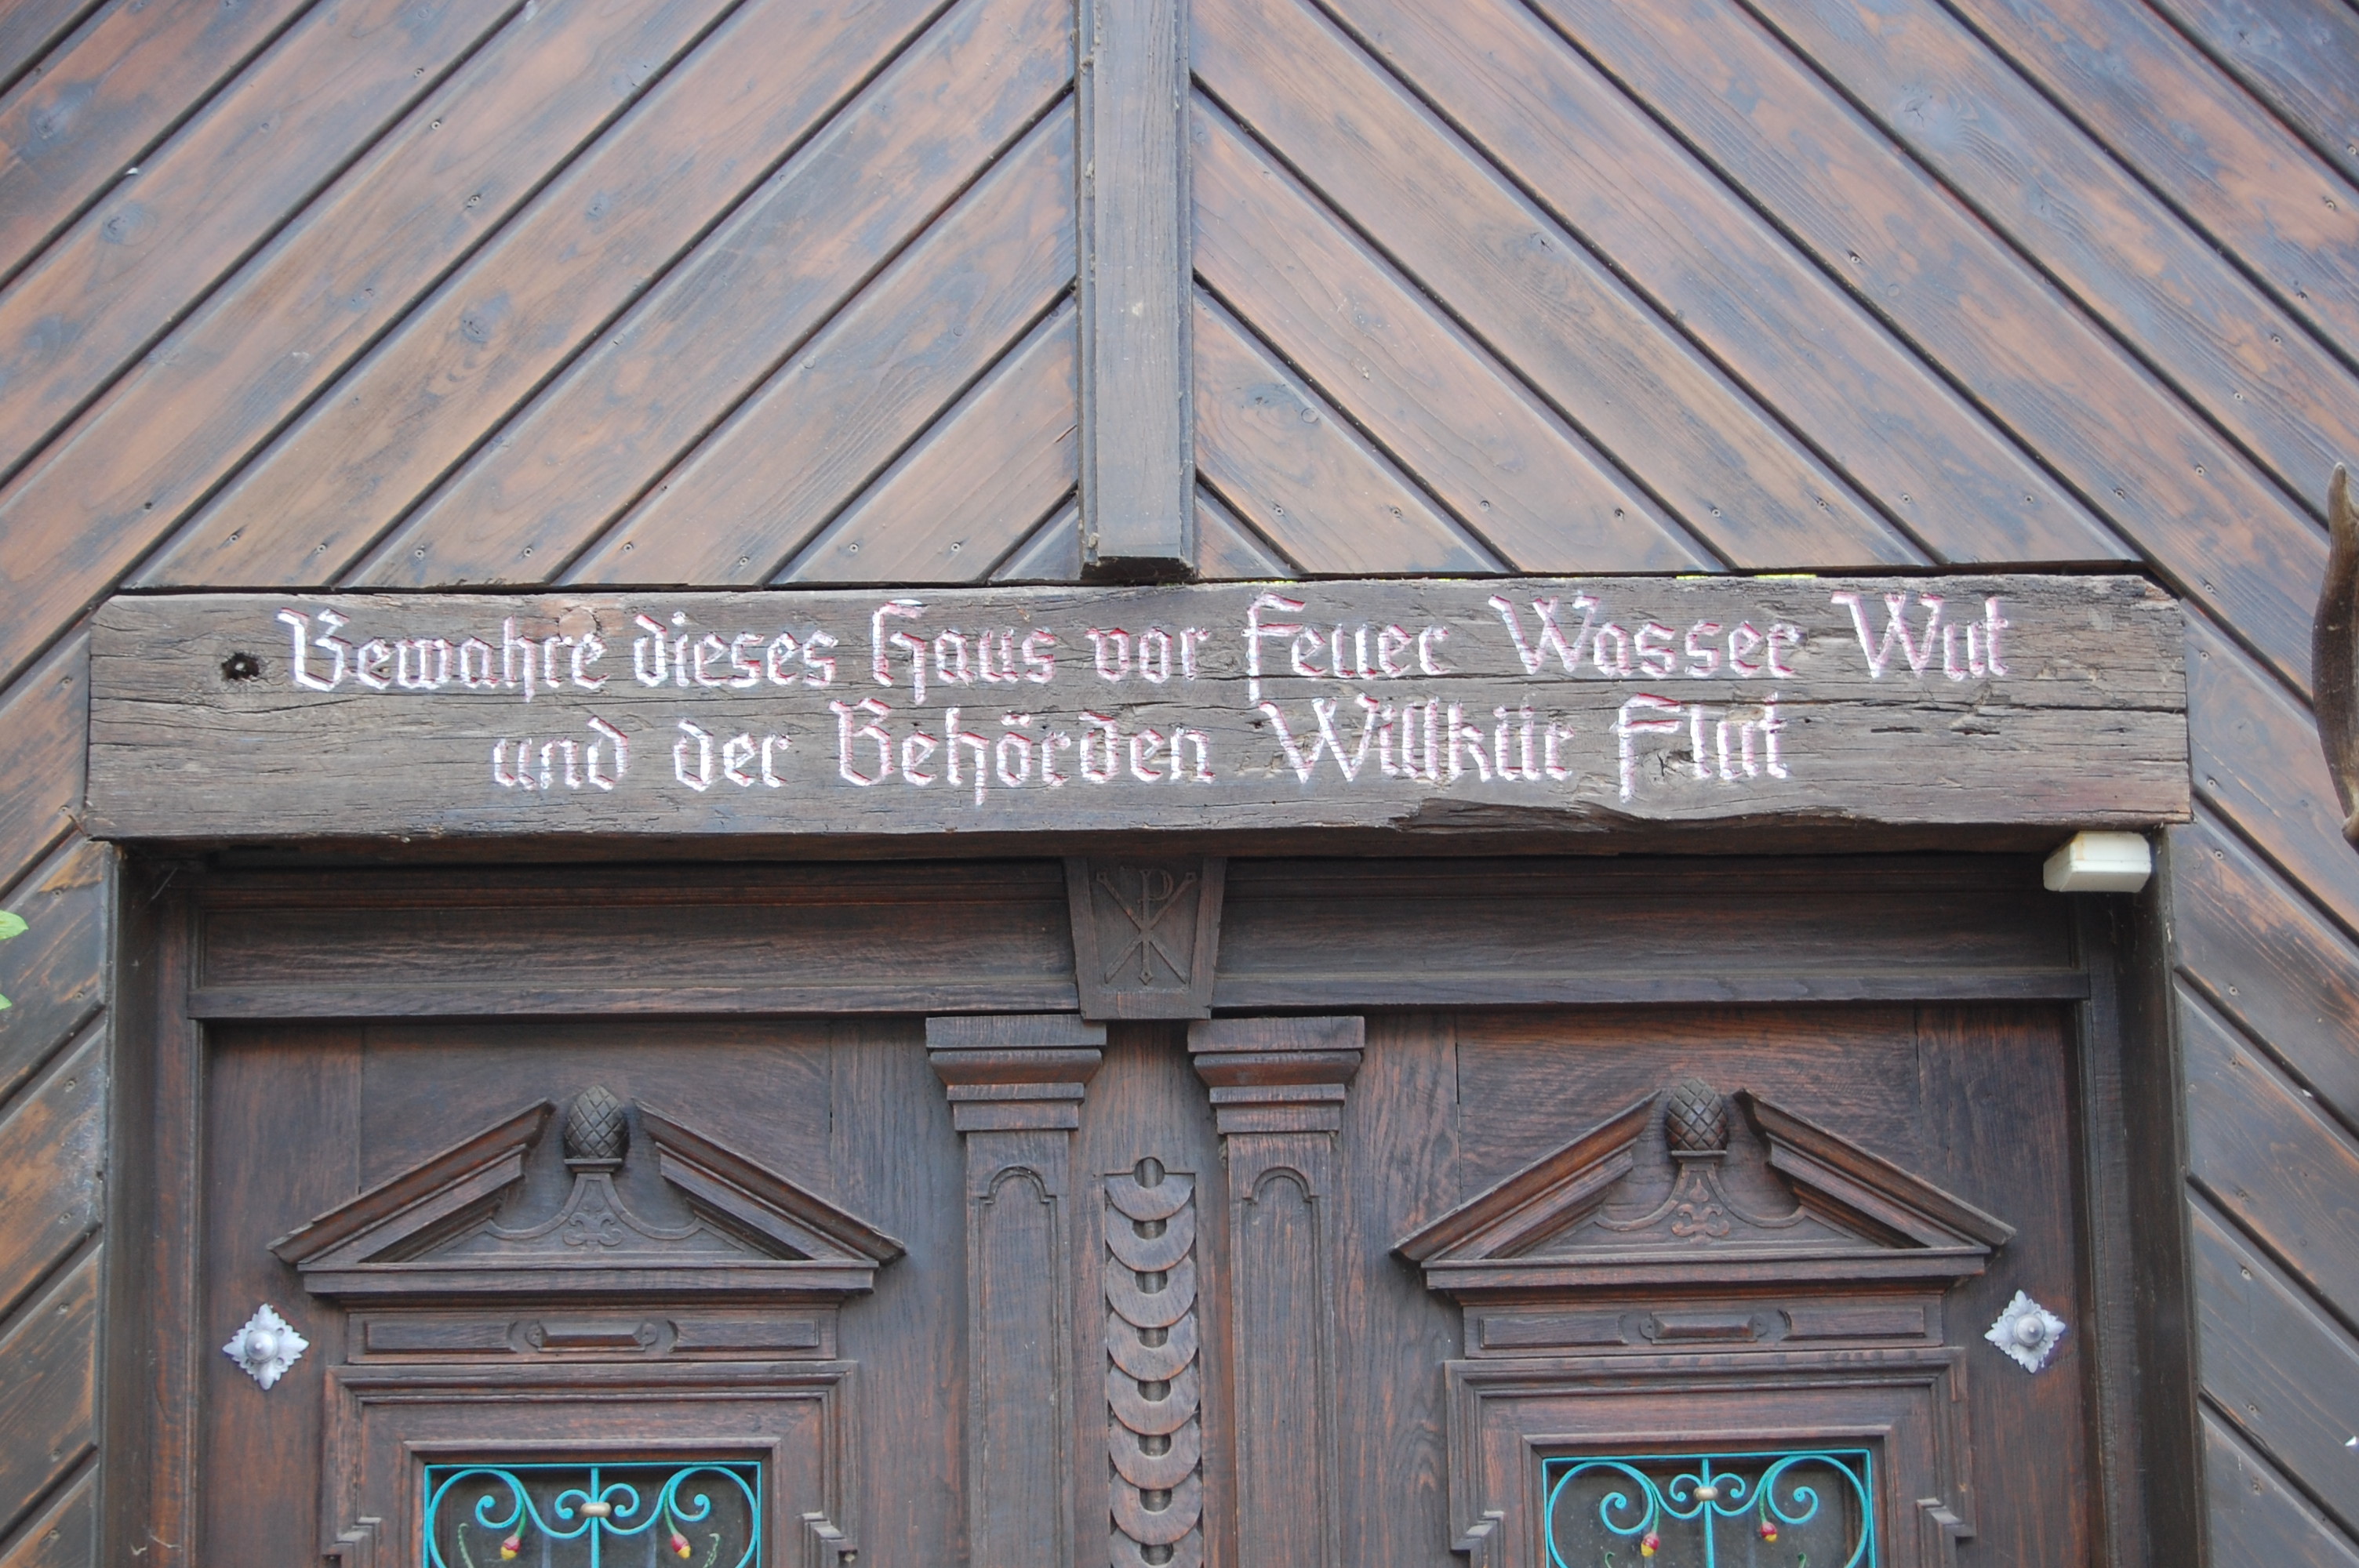 Bewahre dieses Haus vor Feuer Wasser Wut
und der Behörden Willkür Flut